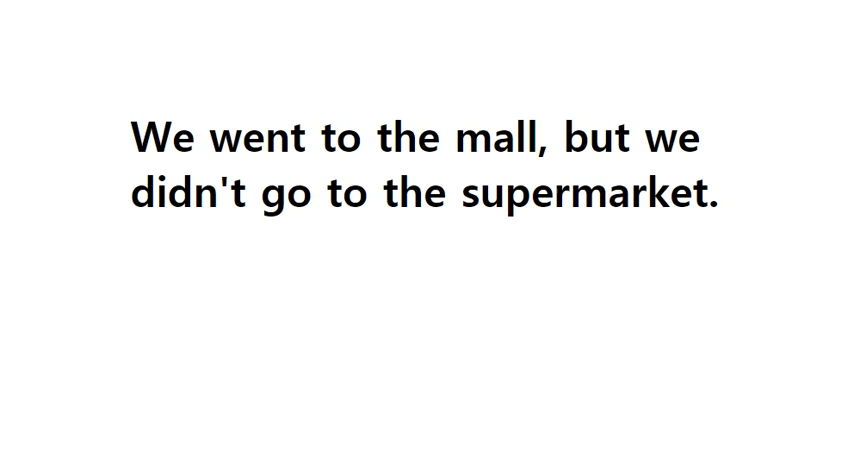 We went to the mall, but we
didn't go to the supermarket.